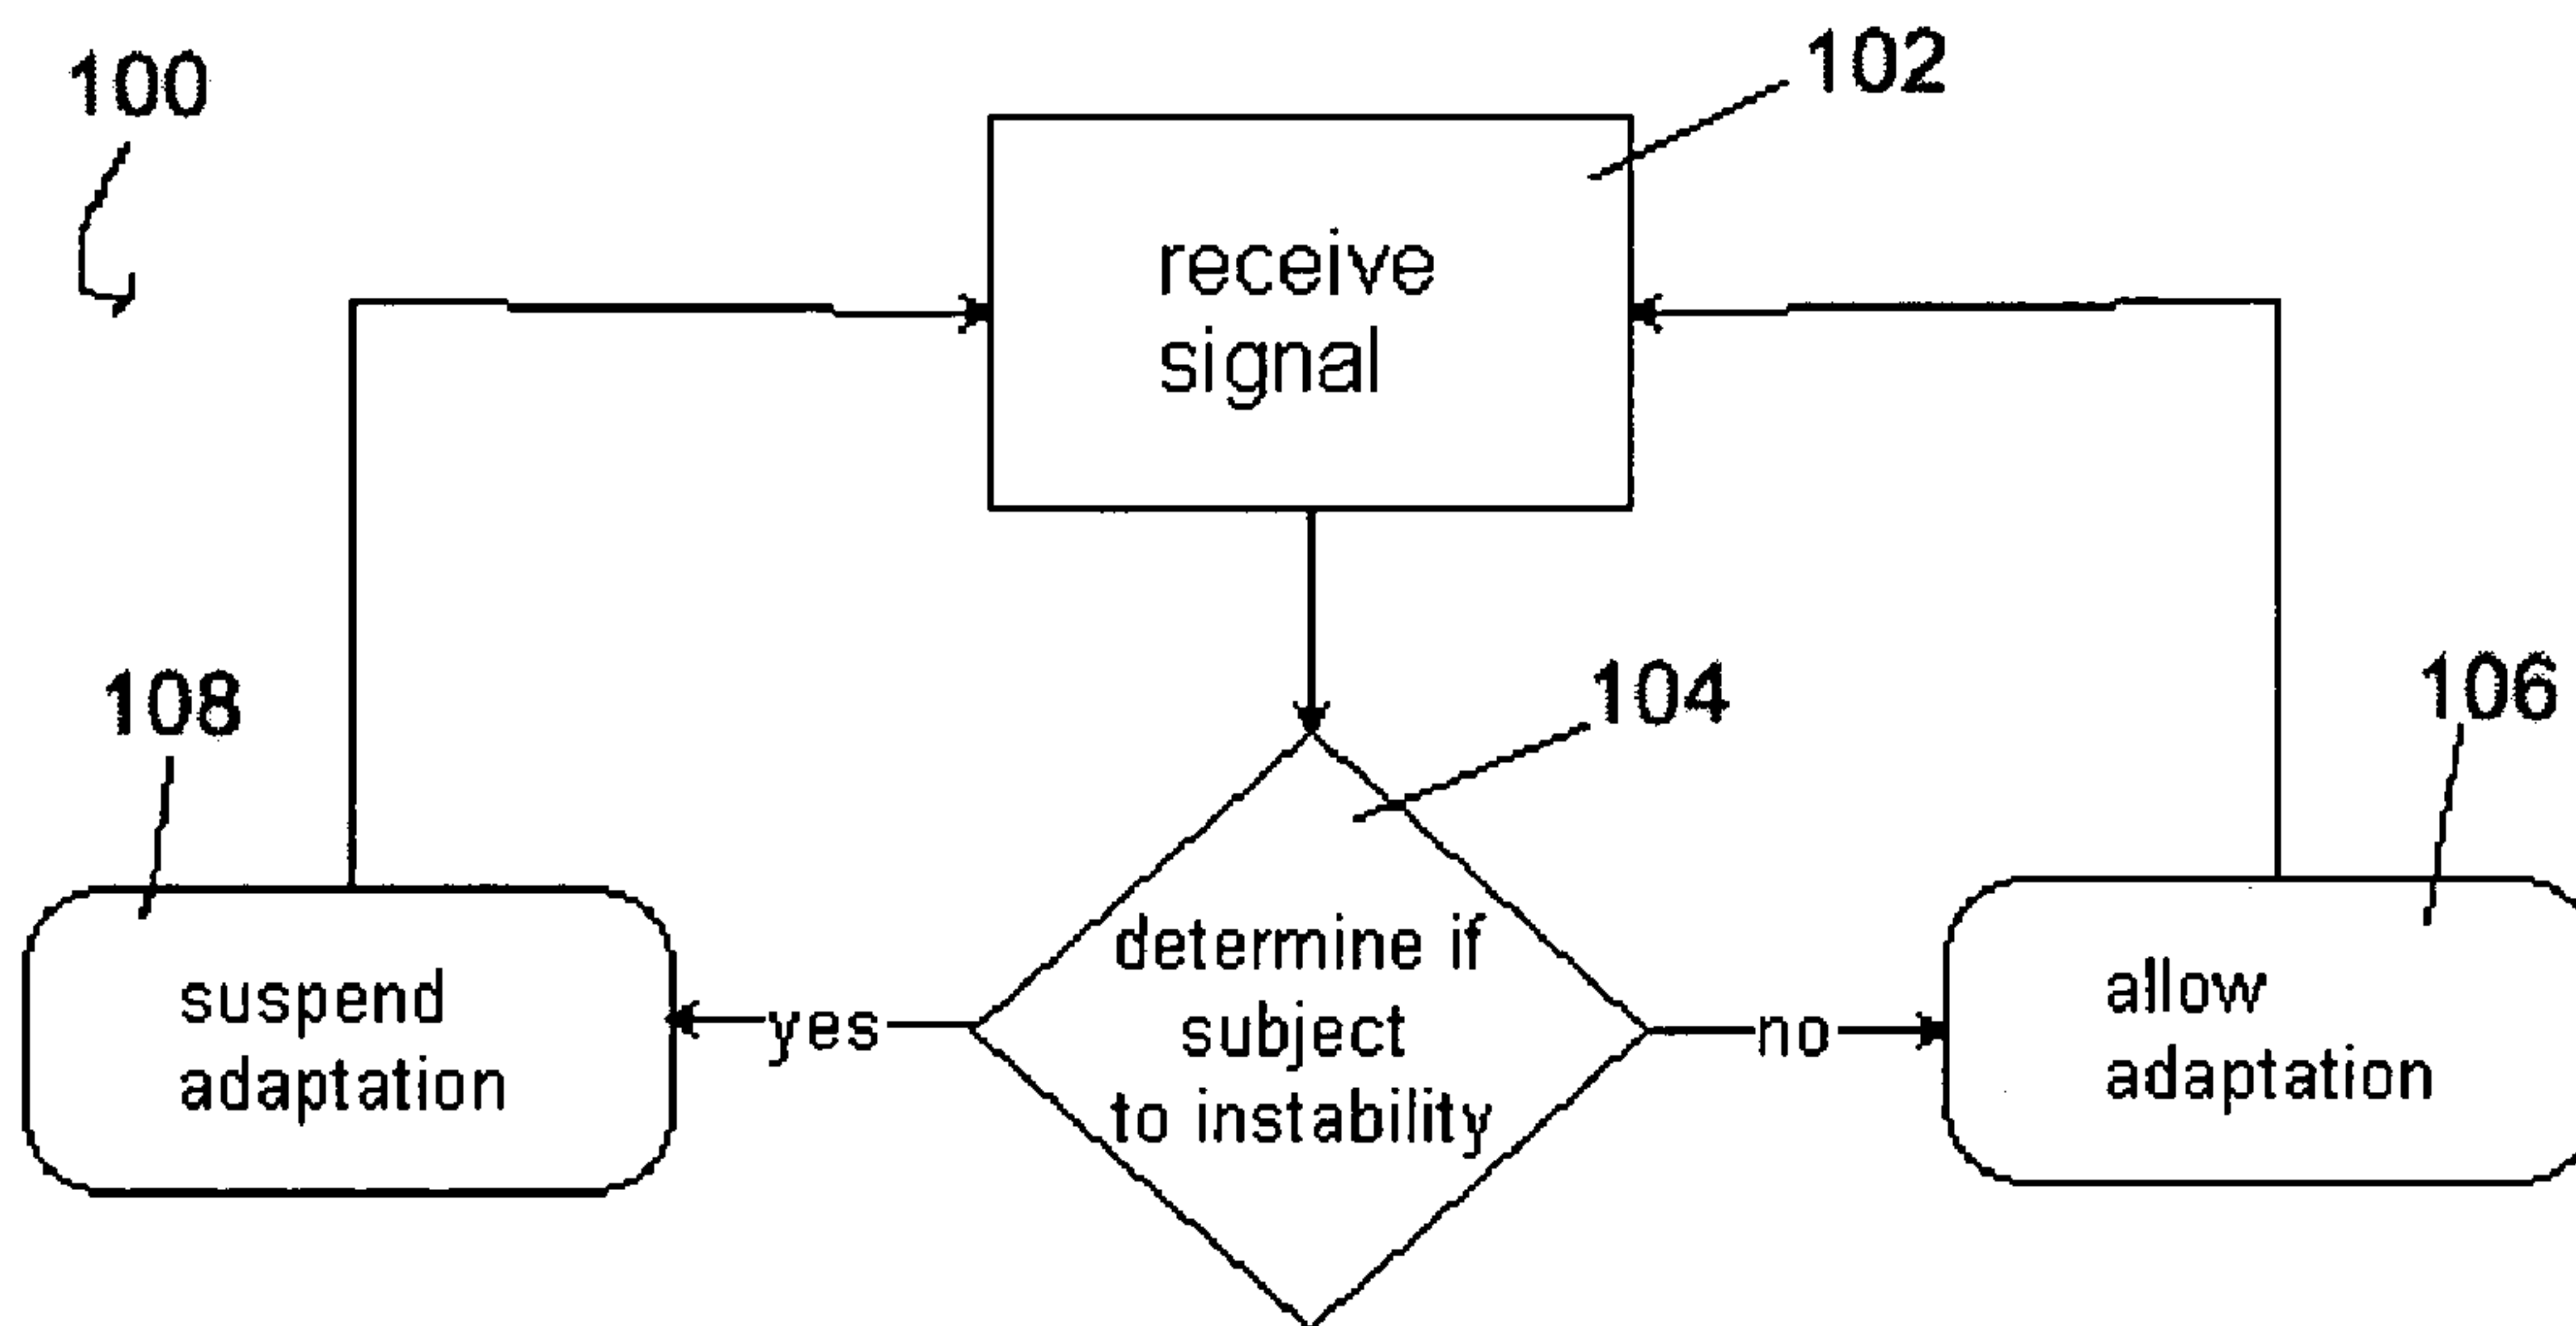 100
102
receive
signal
108
104
106
suspend
adaptation
yes
determine if
subject
to instability
no
allow
adaptation